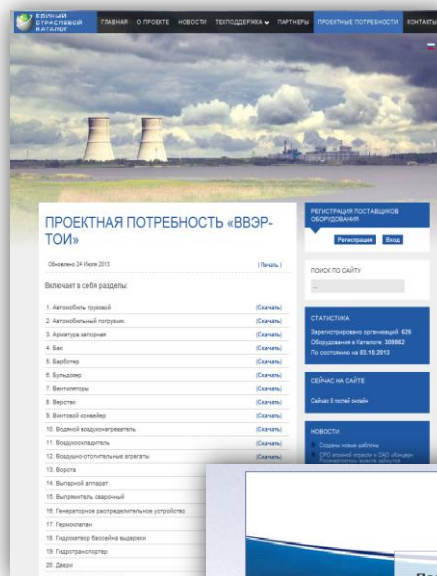 ЕДИНЫЙ
ОТРАСЛЕВОЙ
КАТАЛОГ
ГЛАВНАЯ О ПРОЕКТЕ НОВОСТИ ТЕХПОДДЕРЖКА ПАРТНЕРЫ ПРОЕКТНЫЕ ПОТРЕБНОСТИ КОНТАКТЫ
ПРОЕКТНАЯ ПОТРЕБНОСТЬ «ВВЭР-
ТОИ»
Обновлено 24 Июля 2013 | Печать |
Включает в себя разделы:
1. Автомобиль грузовой (Скачать)
2. Автомобильный погрузчик (Скачать)
3. Арматура запорная (Скачать)
4. Бак (Скачать)
5. Барботер (Скачать)
6. Бульдозер (Скачать)
7. Вентиляторы (Скачать)
8. Верстак (Скачать)
9. Винтовой конвейер (Скачать)
10. Водяной воздухонагреватель (Скачать)
11. Воздухоохладитель (Скачать)
12. Воздушно-отопительные агрегаты (Скачать)
13. Ворота
14. Выпарной аппарат
15. Выпрямитель сварочный
16. Генераторное распределительное устройство
17. Гермоклапан
18. Гидрозатвор бассейна выдержки
19. Гидротранспортер
20. Двери
РЕГИСТРАЦИЯ ПОСТАВЩИКОВ
ОБОРУДОВАНИЯ
Регистрация Вход
ПОИСК ПО САЙТУ
...
СТАТИСТИКА
Зарегистрировано организаций: 626
Оборудования в Каталоге: 309862
По состоянию на 03.10.2013
СЕЙЧАС НА САЙТЕ
Сейчас 8 гостей онлайн
НОВОСТИ
Созданы новые шаблоны
СРО атомной отрасли и ОАО «Концерн